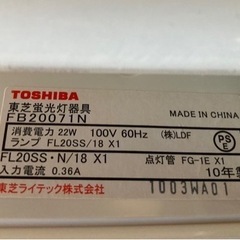 TOSHIBA
東芝蛍光灯器具
FB20071N
MADE IN CHINA
消費電力 22W 100V 60Hz ㈱LDF
ランプ FL20SS/18 X1
PSE
FL20SS・N/18 X1 点灯管 FG-1E X1
入力電流 0.36A 10年
東芝ライテック株式会社 1003WA01